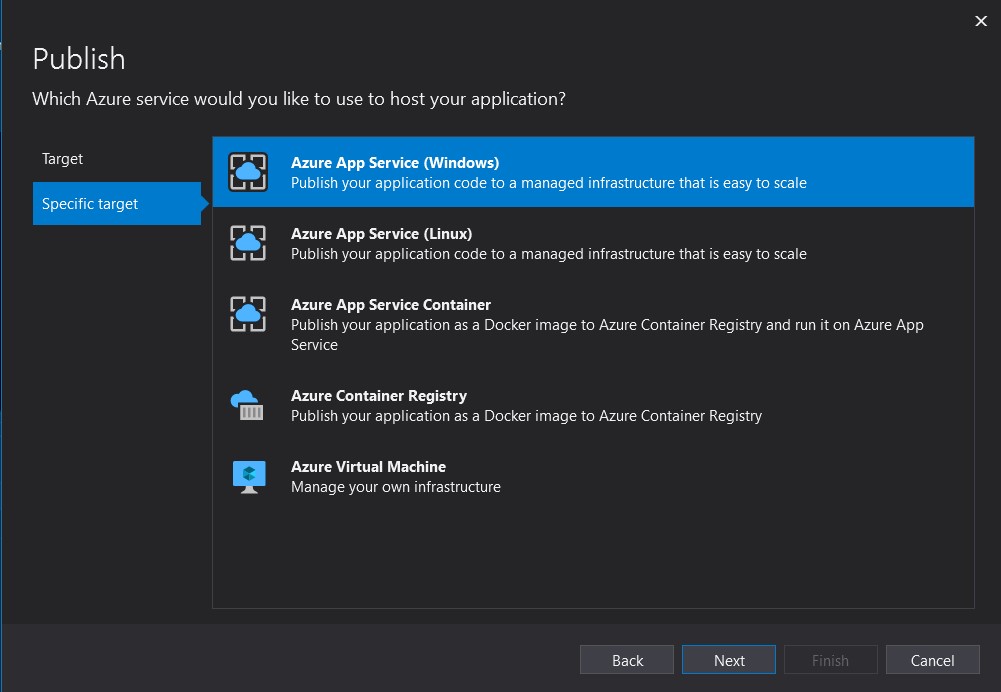 Publish
Which Azure service would you like to use to host your application?
Target
Specific target
Azure App Service (Windows)
Publish your application code to a managed infrastructure that is easy to scale
Azure App Service (Linux)
Publish your application code to a managed infrastructure that is easy to scale
Azure App Service Container
Publish your application as a Docker image to Azure Container Registry and run it on Azure App
Service
Azure Container Registry
Publish your application as a Docker image to Azure Container Registry
Azure Virtual Machine
Manage your own infrastructure
Back
Next
Finish
Cancel